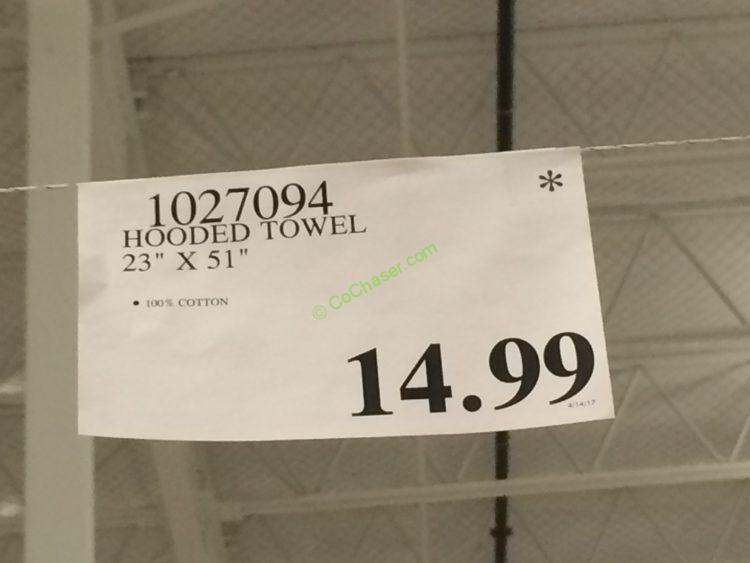 1027094 *
HOODED TOWEL
23" X 51"
• 100% COTTON
© CoChaser.com
14.99
4/14/17